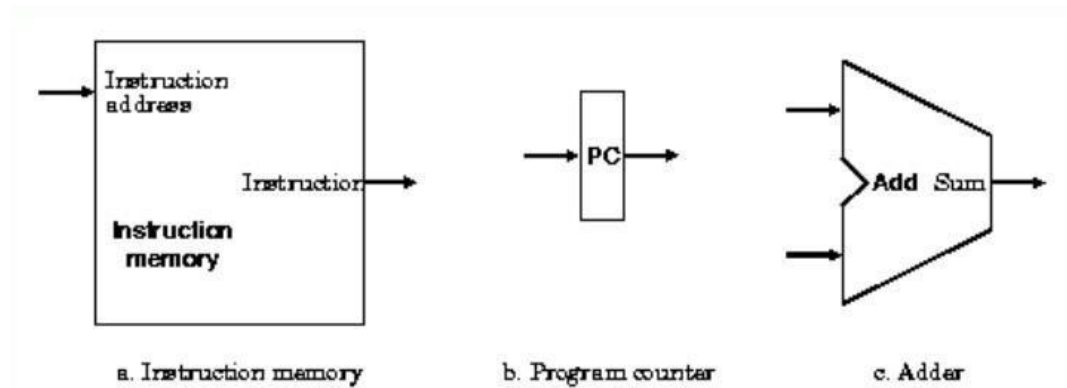 Instruction
address
Instruction
Instruction
memory
PC
Add Sum
a. Instruction memory
b. Program counter
c. Adder